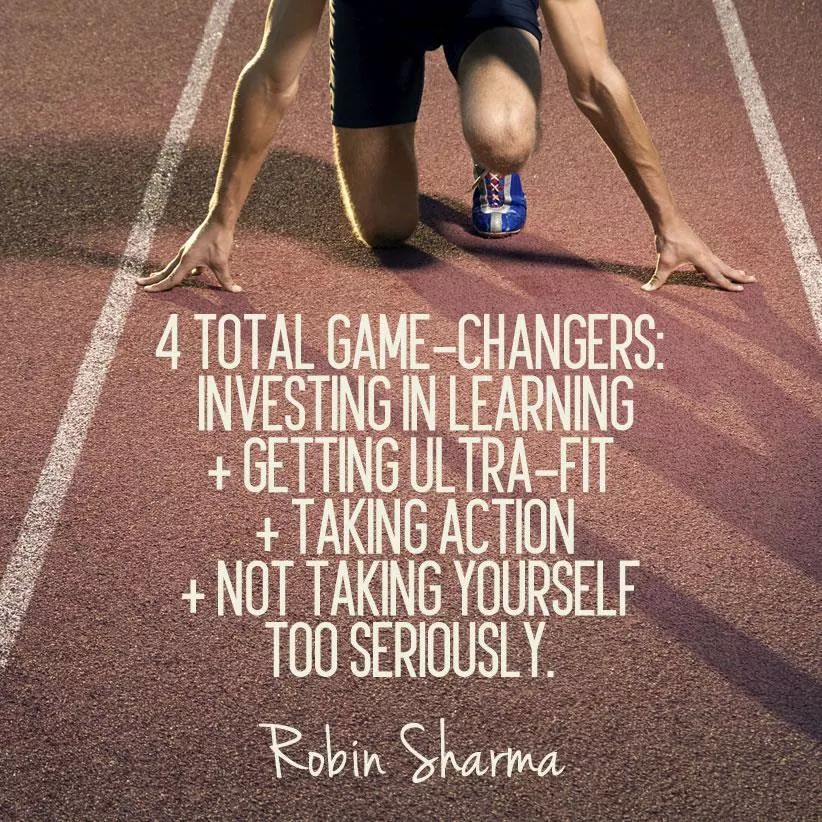 4 TOTAL GAME-CHANGERS:
INVESTING IN LEARNING
+ GETTING ULTRA-FIT
+ TAKING ACTION
+ NOT TAKING YOURSELF
TOO SERIOUSLY.
Robin Sharma